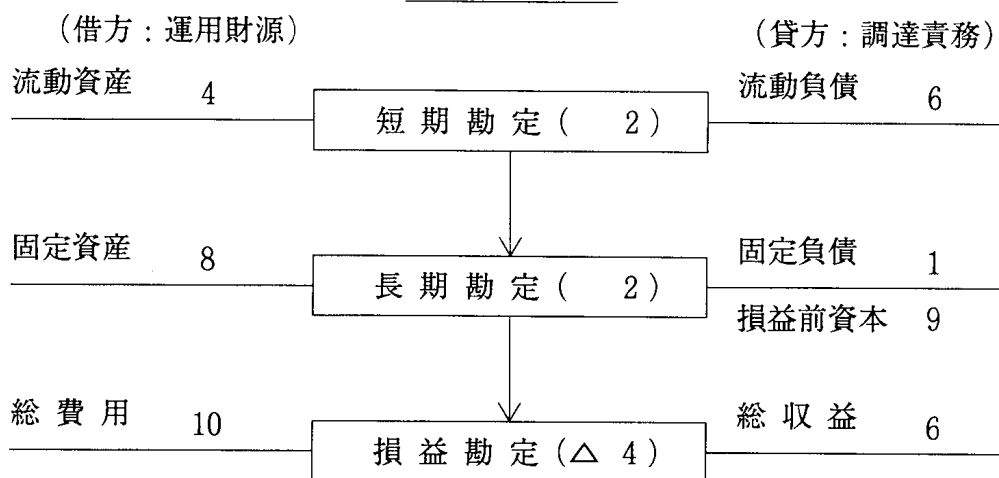 (借方:運用財源) (貸方:調達責務)
流動資産 4 短期勘定( 2) 流動負債 6
固定資産 8 長期勘定( 2) 固定負債 1
損益前資本 9
総費用 10 損益勘定(△ 4) 総収益 6